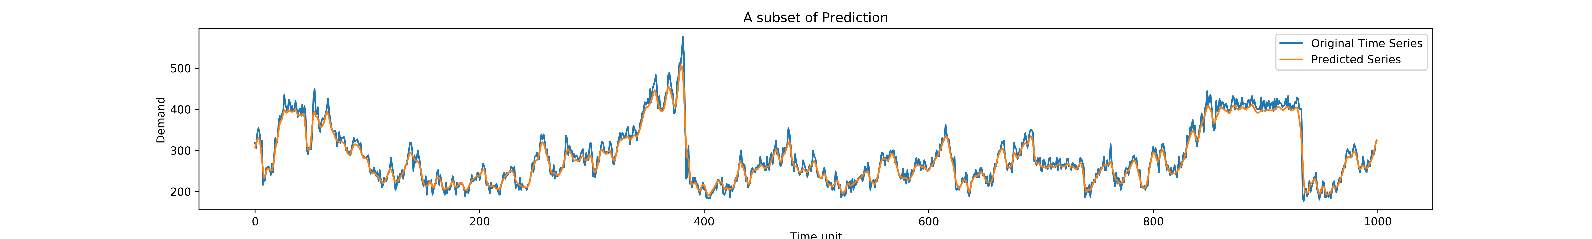 A subset of Prediction
Original Time Series
Predicted Series
Demand
500
400
300
200
0 200 400 600 800 1000
Time unit